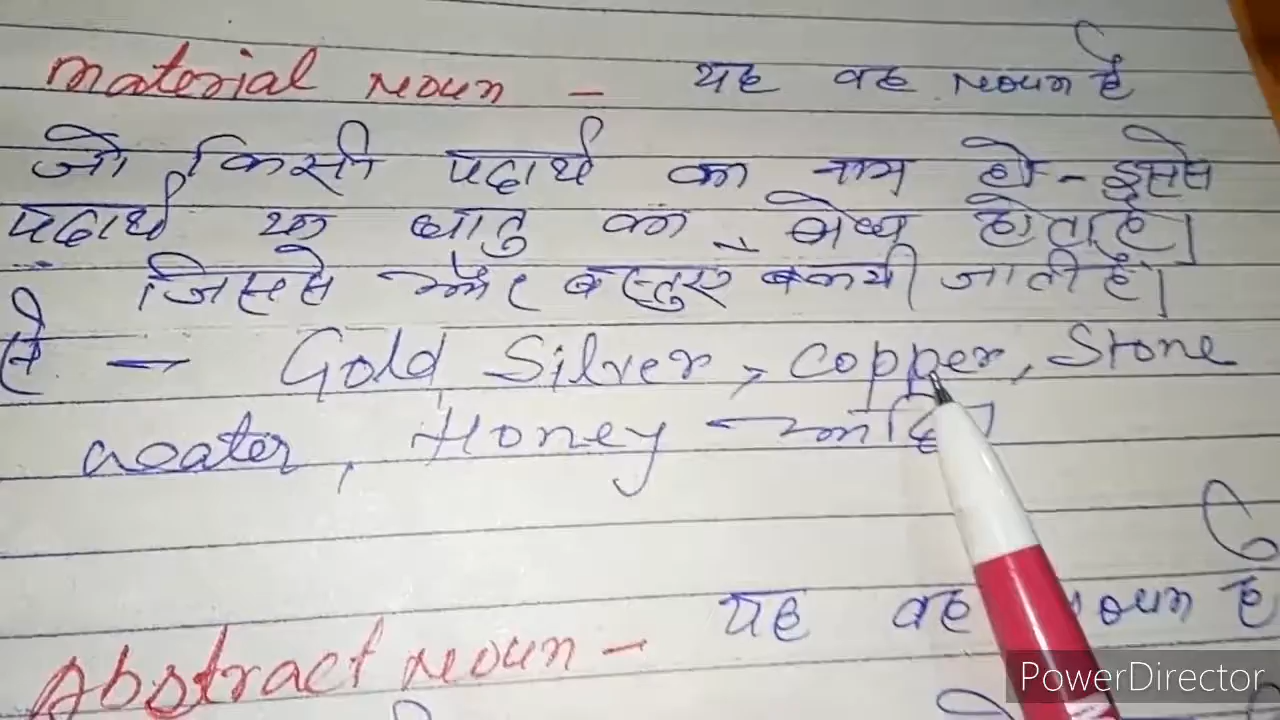 Material noun - यह वह noun है
जो किसी पदार्थ का नाम हो - इससे
पदार्थ या धातु का बोध होता है।
जिससे और वस्तुए बनायी जाती है।
से - Gold Silver, Copper, Stone
water, Honey आदि
Abstract noun - यह वह noun है
PowerDirector